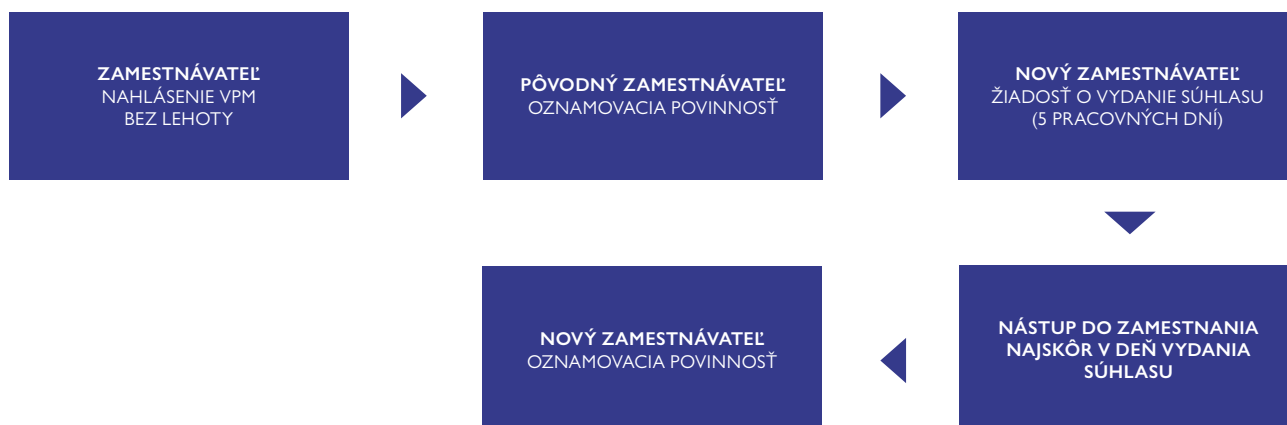 ZAMESTNÁVATEĽ
NAHLÁSENIE VPM
BEZ LEHOTY
PÔVODNÝ ZAMESTNÁVATEĽ
OZNAMOVACIA POVINNOSŤ
NOVÝ ZAMESTNÁVATEĽ
ŽIADOSŤ O VYDANIE SÚHLASU
(5 PRACOVNÝCH DNÍ)
NÁSTUP DO ZAMESTNANIA
NAJSKÔR V DEŇ VYDANIA
SÚHLASU
NOVÝ ZAMESTNÁVATEĽ
OZNAMOVACIA POVINNOSŤ